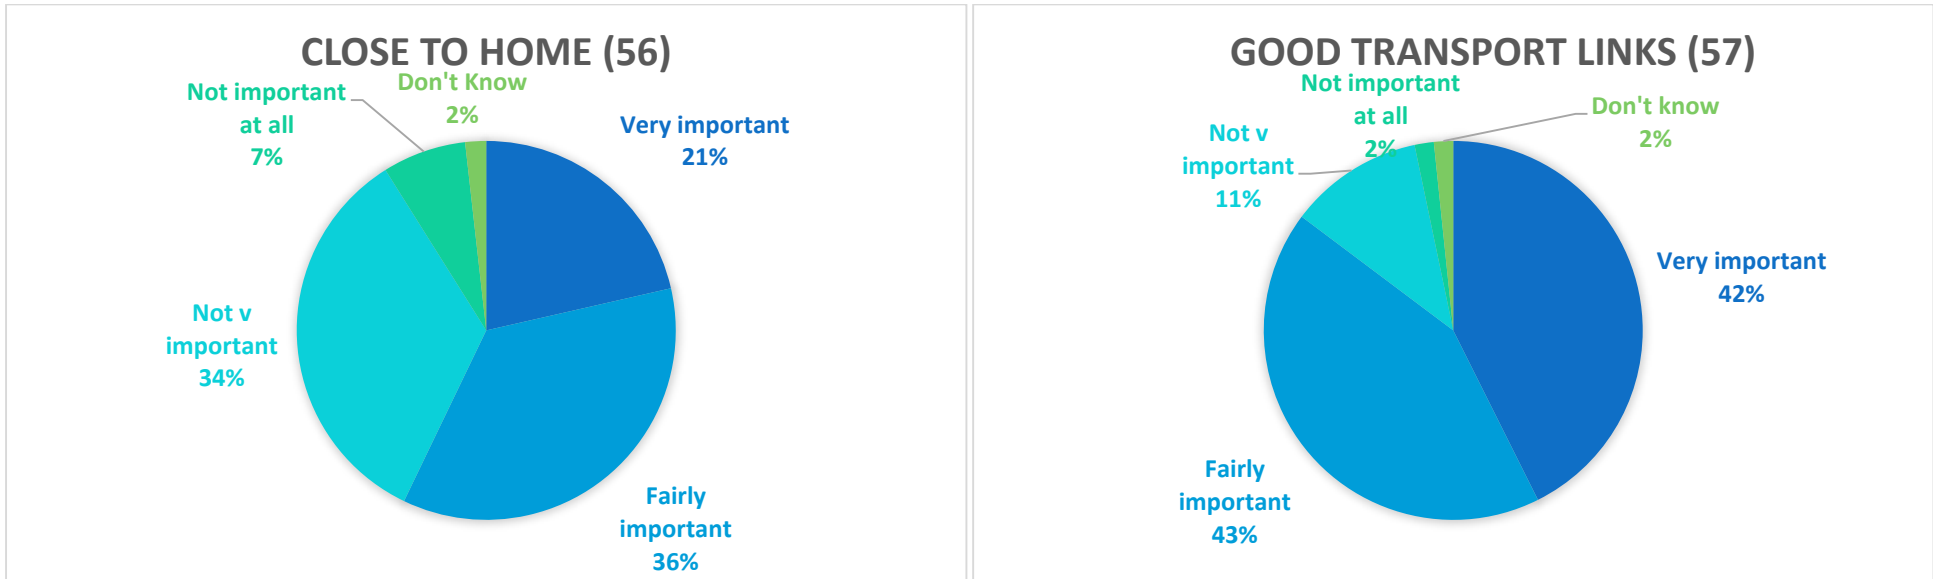 CLOSE TO HOME (56)
Don't Know
2%
Not important
at all
7%
Very important
21%
Not v
important
34%
Fairly
important
36%
GOOD TRANSPORT LINKS (57)
Not important
at all
2%
Don't know
2%
Not v
important
11%
Very important
42%
Fairly
important
43%